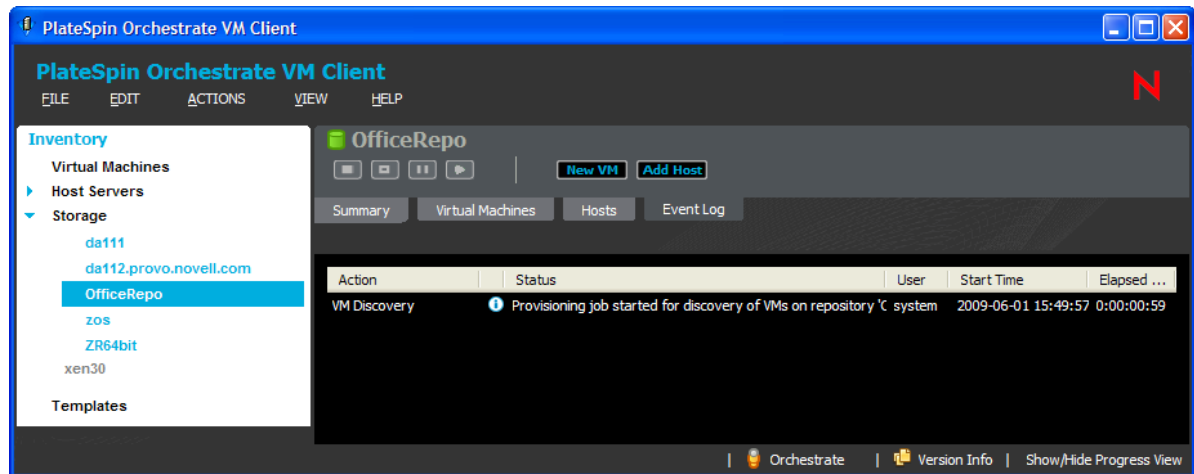 PlateSpin Orchestrate VM Client
PlateSpin Orchestrate VM Client
FILE EDIT ACTIONS VIEW HELP
N
Inventory
Virtual Machines
Host Servers
Storage
da111
da112.provo.novell.com
OfficeRepo
zos
ZR64bit
xen30
Templates
OfficeRepo
New VM Add Host
Summary Virtual Machines Hosts Event Log
Action Status User Start Time Elapsed ...
VM Discovery Provisioning job started for discovery of VMs on repository system 2009-06-01 15:49:57 0:00:00:59
| Orchestrate | Version Info | Show/Hide Progress View